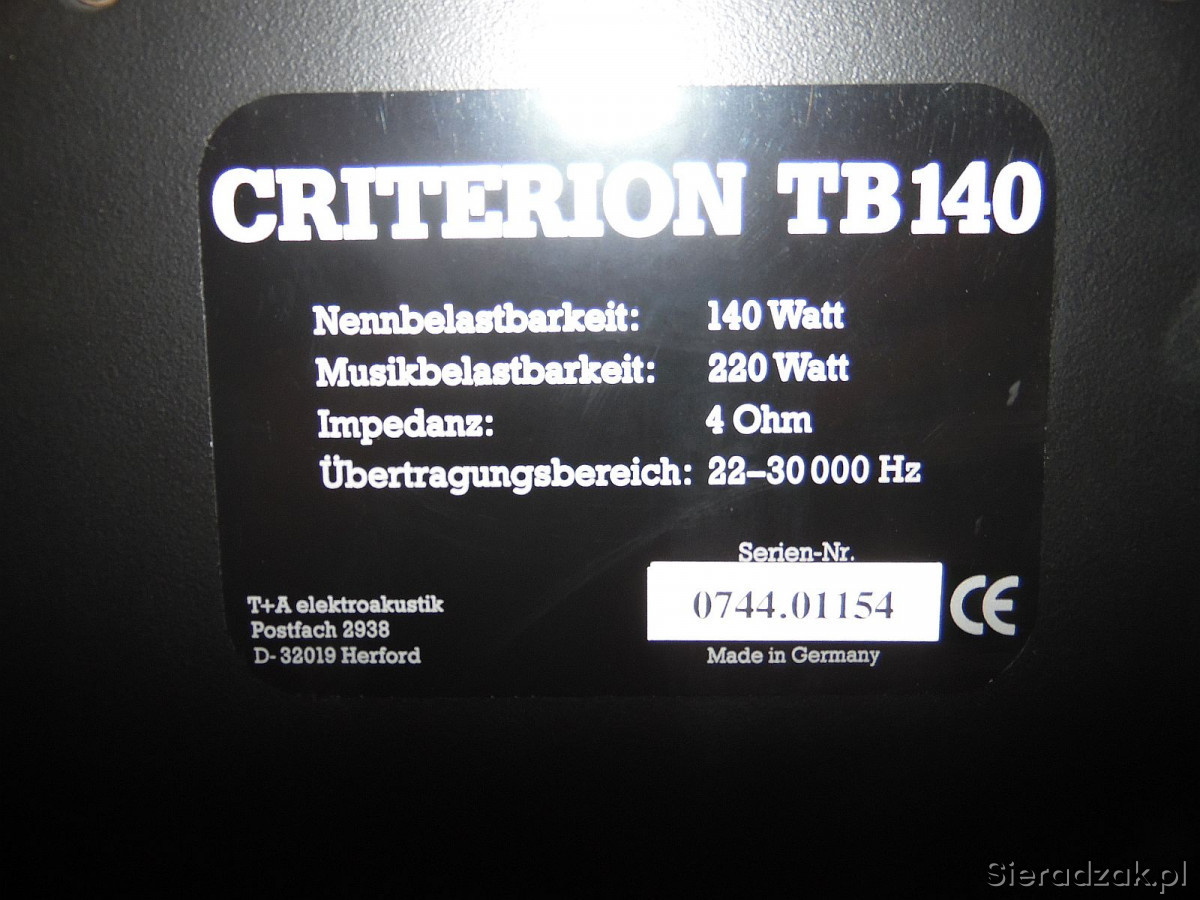 CRITERION TB140
Nennbelastbarkeit: 140 Watt
Musikbelastbarkeit: 220 Watt
Impedanz: 4 Ohm
Übertragungsbereich: 22–30 000 Hz
Serien-Nr.
0744.01154
CE
Made in Germany
T+A elektroakustik
Postfach 2938
D-32019 Herford
Sieradzak.pl